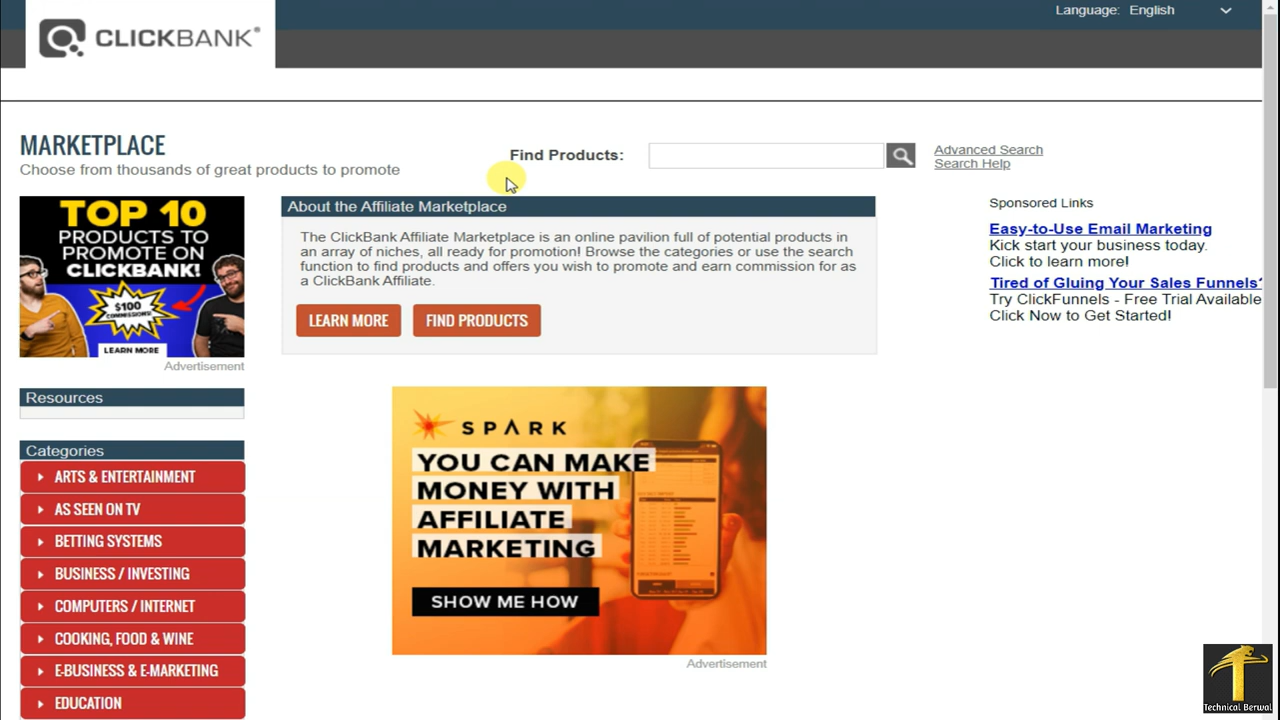 Language: English
CLICKBANK®
MARKETPLACE
Choose from thousands of great products to promote
Find Products:
Advanced Search
Search Help
TOP 10
PRODUCTS TO
PROMOTE ON
CLICKBANK!
$100
COMMISSIONS!
LEARN MORE
Advertisement
About the Affiliate Marketplace
The ClickBank Affiliate Marketplace is an online pavilion full of potential products in
an array of niches, all ready for promotion! Browse the categories or use the search
function to find products and offers you wish to promote and earn commission for as
a ClickBank Affiliate.
LEARN MORE
FIND PRODUCTS
Sponsored Links
Easy-to-Use Email Marketing
Kick start your business today.
Click to learn more!
Tired of Gluing Your Sales Funnels
Try ClickFunnels - Free Trial Available
Click Now to Get Started!
Resources
Categories
ARTS & ENTERTAINMENT
AS SEEN ON TV
BETTING SYSTEMS
BUSINESS / INVESTING
COMPUTERS / INTERNET
COOKING, FOOD & WINE
E-BUSINESS & E-MARKETING
EDUCATION
SPARK
YOU CAN MAKE
MONEY WITH
AFFILIATE
MARKETING
SHOW ME HOW
Advertisement
Technical Berwal